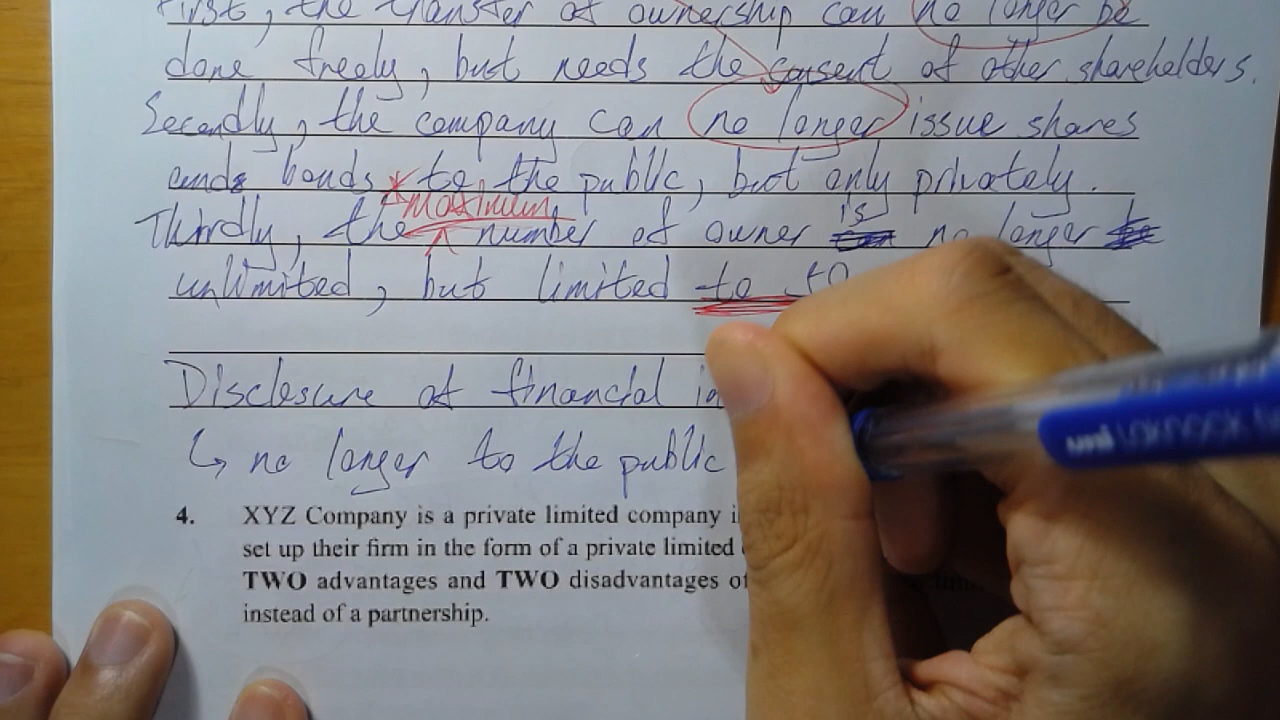 First, the transfer of ownership can no longer be
done freely, but needs the consent of other shareholders.
Secondly, the company can no longer issue shares
and bonds to the public, but only privately.
Thirdly, the maximum number of owner is no longer
unlimited, but limited to 50
Disclosure of financial
↳ no longer to the public
4. XYZ Company is a private limited company
set up their firm in the form of a private limited
TWO advantages and TWO disadvantages of
instead of a partnership.
uni